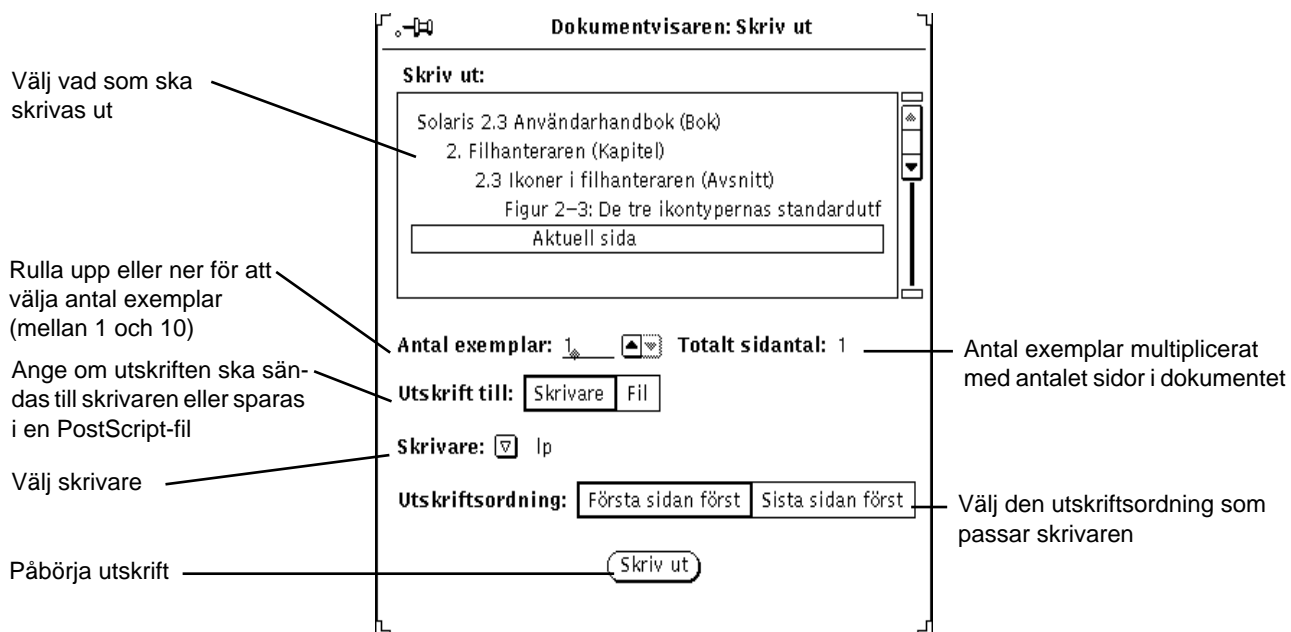 Dokumentvisaren: Skriv ut
Välj vad som ska
skrivas ut
Skriv ut:
Solaris 2.3 Användarhandbok (Bok)
2. Filhanteraren (Kapitel)
2.3 Ikoner i filhanteraren (Avsnitt)
Figur 2–3: De tre ikontypernas standardutf
Aktuell sida
Rulla upp eller ner för att
välja antal exemplar
(mellan 1 och 10)
Antal exemplar: 1 Totalt sidantal: 1
Antal exemplar multiplicerat
med antalet sidor i dokumentet
Ange om utskriften ska sän-
das till skrivaren eller sparas
i en PostScript-fil
Utskrift till: Skrivare Fil
Skrivare: lp
Välj skrivare
Utskriftsordning: Första sidan först Sista sidan först
Välj den utskriftsordning som
passar skrivaren
Påbörja utskrift
Skriv ut